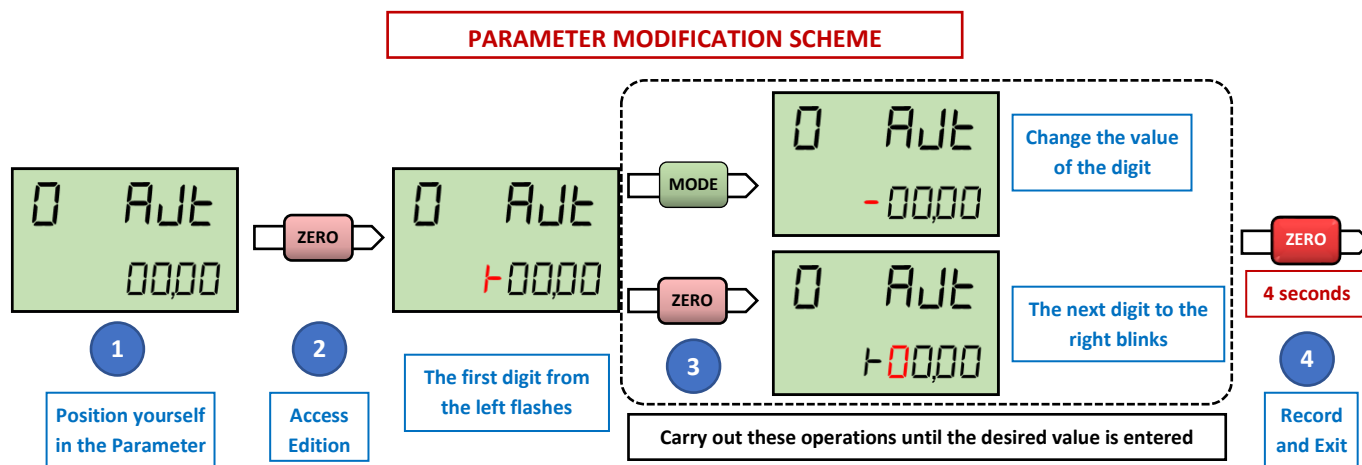 PARAMETER MODIFICATION SCHEME
0 AJt
00,00
1
Position yourself
in the Parameter
ZERO
2
Access
Edition
0 AJt
⊢00,00
The first digit from
the left flashes
MODE
0 AJt
-00,00
Change the value
of the digit
ZERO
3
0 AJt
⊢00,00
The next digit to the
right blinks
Carry out these operations until the desired value is entered
ZERO
4 seconds
4
Record
and Exit